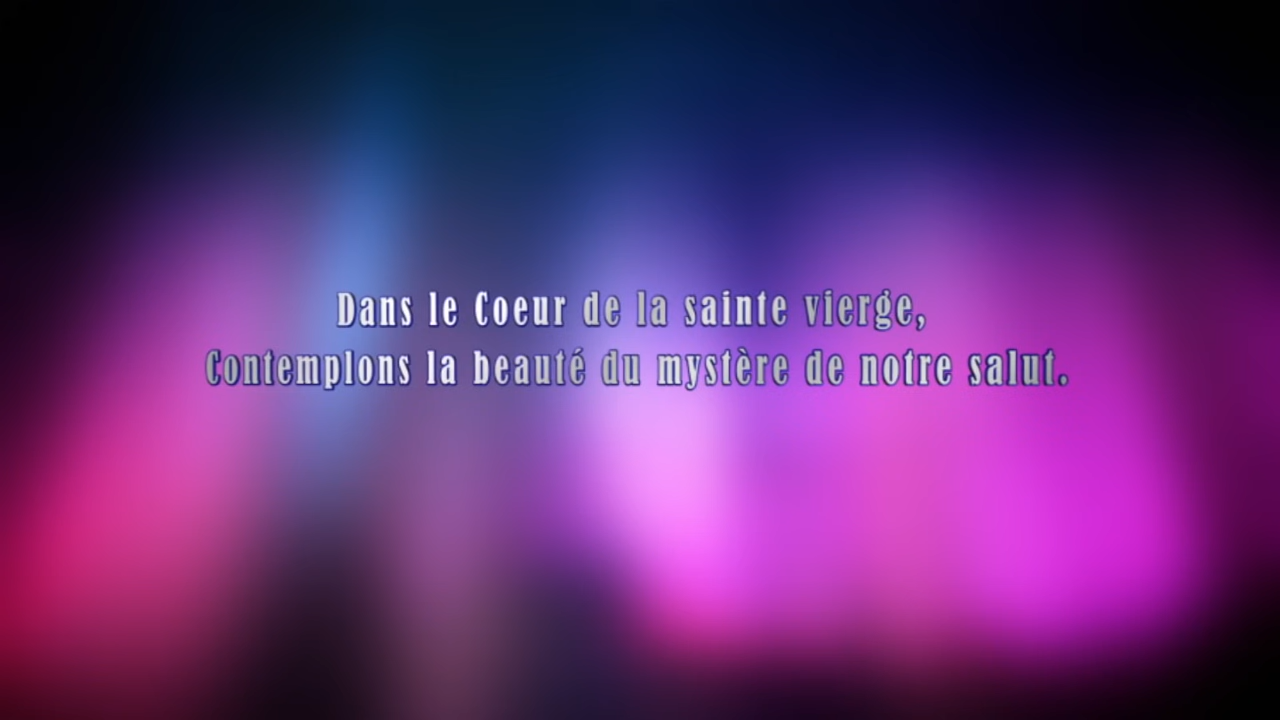 Dans le Coeur de la sainte vierge,
Contemplons la beauté du mystère de notre salut.